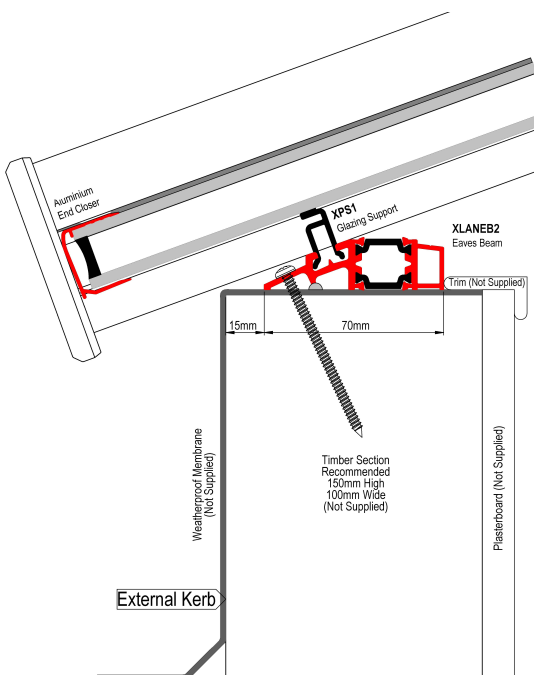 Auminium
End Closer
XPS1
Glazing Support
XLANEB2
Eaves Beam
Trim (Not Supplied)
15mm
70mm
Weatherproof Membrane
(Not Supplied)
Timber Section
Recommended
150mm High
100mm Wide
(Not Supplied)
Plasterboard (Not Supplied)
External Kerb